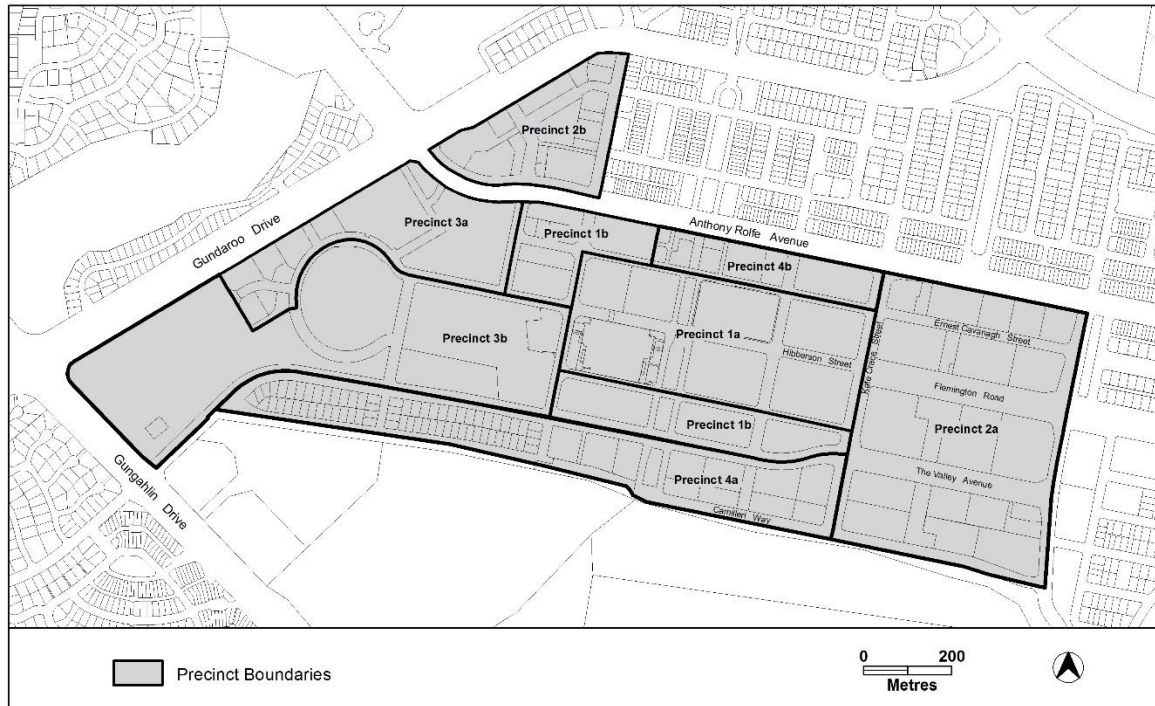 Precinct 2b
Gundaroo Drive
Precinct 3a
Precinct 1b
Anthony Rolfe Avenue
Precinct 4b
Precinct 3b
Precinct 1a
Hibberson Street
Kate Crace Street
Ernest Cavanagh Street
Flemington Road
Precinct 1b
Precinct 2a
Gungahlin Drive
Precinct 4a
The Valley Avenue
Camilleri Way
Precinct Boundaries
0 200
Metres